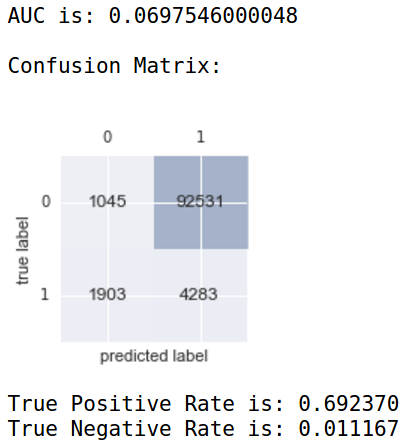 AUC is: 0.0697546000048
Confusion Matrix:
0 1
0 1045 92531
1 1903 4283
true label
predicted label
True Positive Rate is: 0.692370
True Negative Rate is: 0.011167